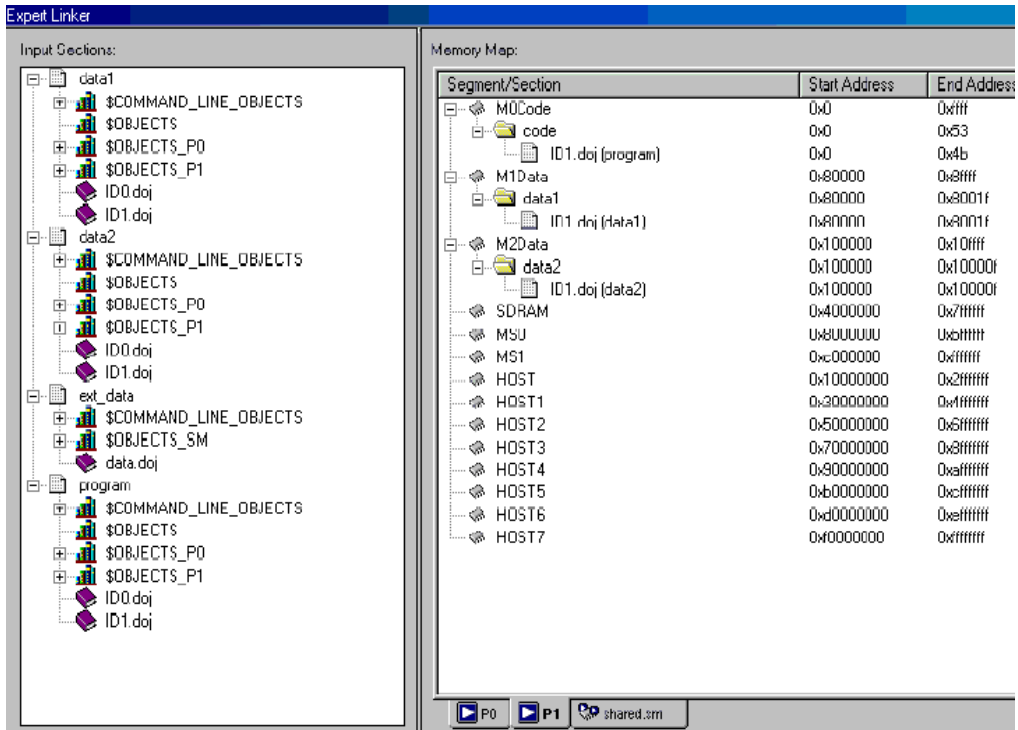 Expert Linker
Input Sections:
data1
$COMMAND_LINE_OBJECTS
$OBJECTS
$OBJECTS_P0
$OBJECTS_P1
ID0.doj
ID1.doj
data2
$COMMAND_LINE_OBJECTS
$OBJECTS
$OBJECTS_P0
$OBJECTS_P1
ID0.doj
ID1.doj
ext_data
$COMMAND_LINE_OBJECTS
$OBJECTS_SM
data.doj
program
$COMMAND_LINE_OBJECTS
$OBJECTS
$OBJECTS_P0
$OBJECTS_P1
ID0.doj
ID1.doj
Memory Map:
Segment/Section Start Address End Address
M0Code 0x0 0xffff
code 0x0 0x53
ID1.doj (program) 0x0 0x4b
M1Data 0x80000 0x8ffff
data1 0x80000 0x8001f
ID1.doj (data1) 0x80000 0x8001f
M2Data 0x100000 0x10ffff
data2 0x100000 0x10000f
ID1.doj (data2) 0x100000 0x10000f
SDRAM 0x4000000 0x7ffffff
MS0 0x8000000 0xbffffff
MS1 0xc000000 0xfffffff
HOST 0x10000000 0x2fffffff
HOST1 0x30000000 0x4fffffff
HOST2 0x50000000 0x6fffffff
HOST3 0x70000000 0x8fffffff
HOST4 0x90000000 0xafffffff
HOST5 0xb0000000 0xcfffffff
HOST6 0xd0000000 0xefffffff
HOST7 0xf0000000 0xffffffff
P0 P1 shared.sm